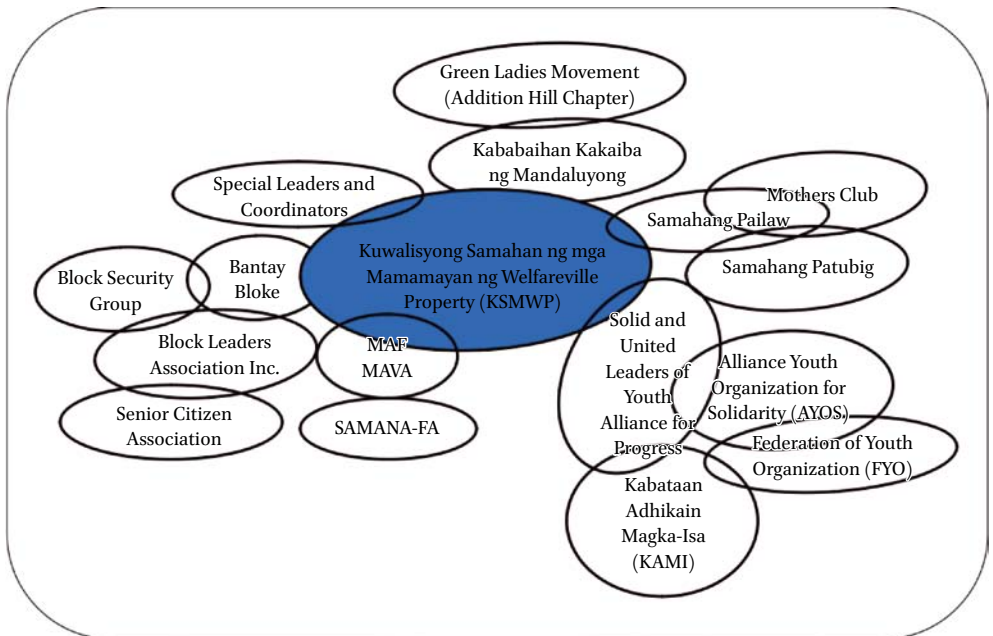 Green Ladies Movement
(Addition Hill Chapter)
Kababaihan Kakaiba
ng Mandaluyong
Special Leaders and
Coordinators
Mothers Club
Samahang Pailaw
Kuwalisyong Samahan ng mga
Mamamayan ng Welfareville
Property (KSMWP)
Samahang Patubig
Block Security
Group
Bantay
Bloke
Block Leaders
Association Inc.
MAF
MAVA
Senior Citizen
Association
SAMANA-FA
Solid and
United
Leaders of
Youth
Alliance for
Progress
Alliance Youth
Organization for
Solidarity (AYOS)
Federation of Youth
Organization (FYO)
Kabataan
Adhikain
Magka-Isa
(KAMI)